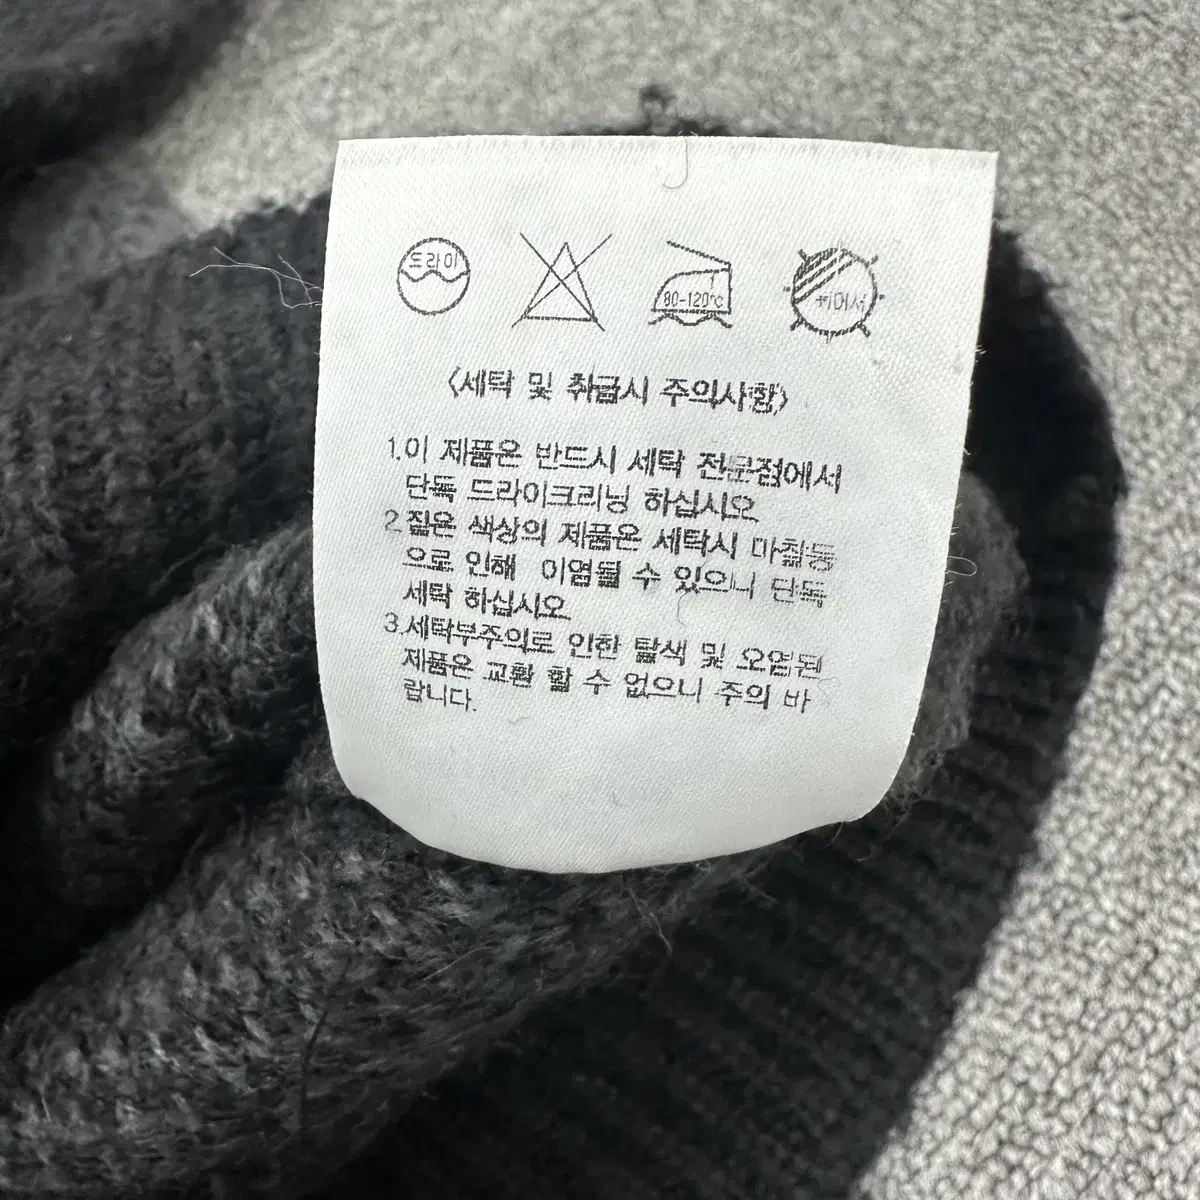 드라이
80-120℃
뉘어서
<세탁 및 취급시 주의사항>
1.이 제품은 반드시 세탁 전문점에서
단독 드라이크리닝 하십시오
2.짙은 색상의 제품은 세탁시 마찰등
으로 인해 이염될 수 있으니 단독
세탁 하십시오
3.세탁부주의로 인한 탈색 및 오염된
제품은 교환 할 수 없으니 주의 바
랍니다.